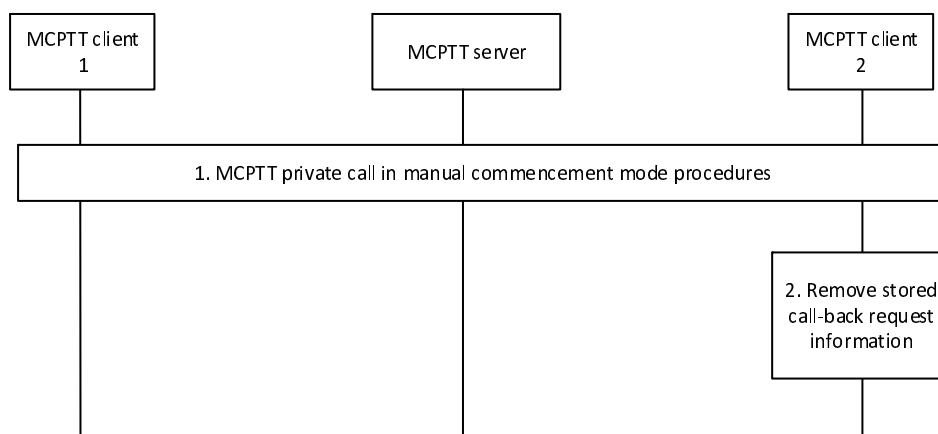 MCPTT client
1
MCPTT server
MCPTT client
2
1. MCPTT private call in manual commencement mode procedures
2. Remove stored
call-back request
information